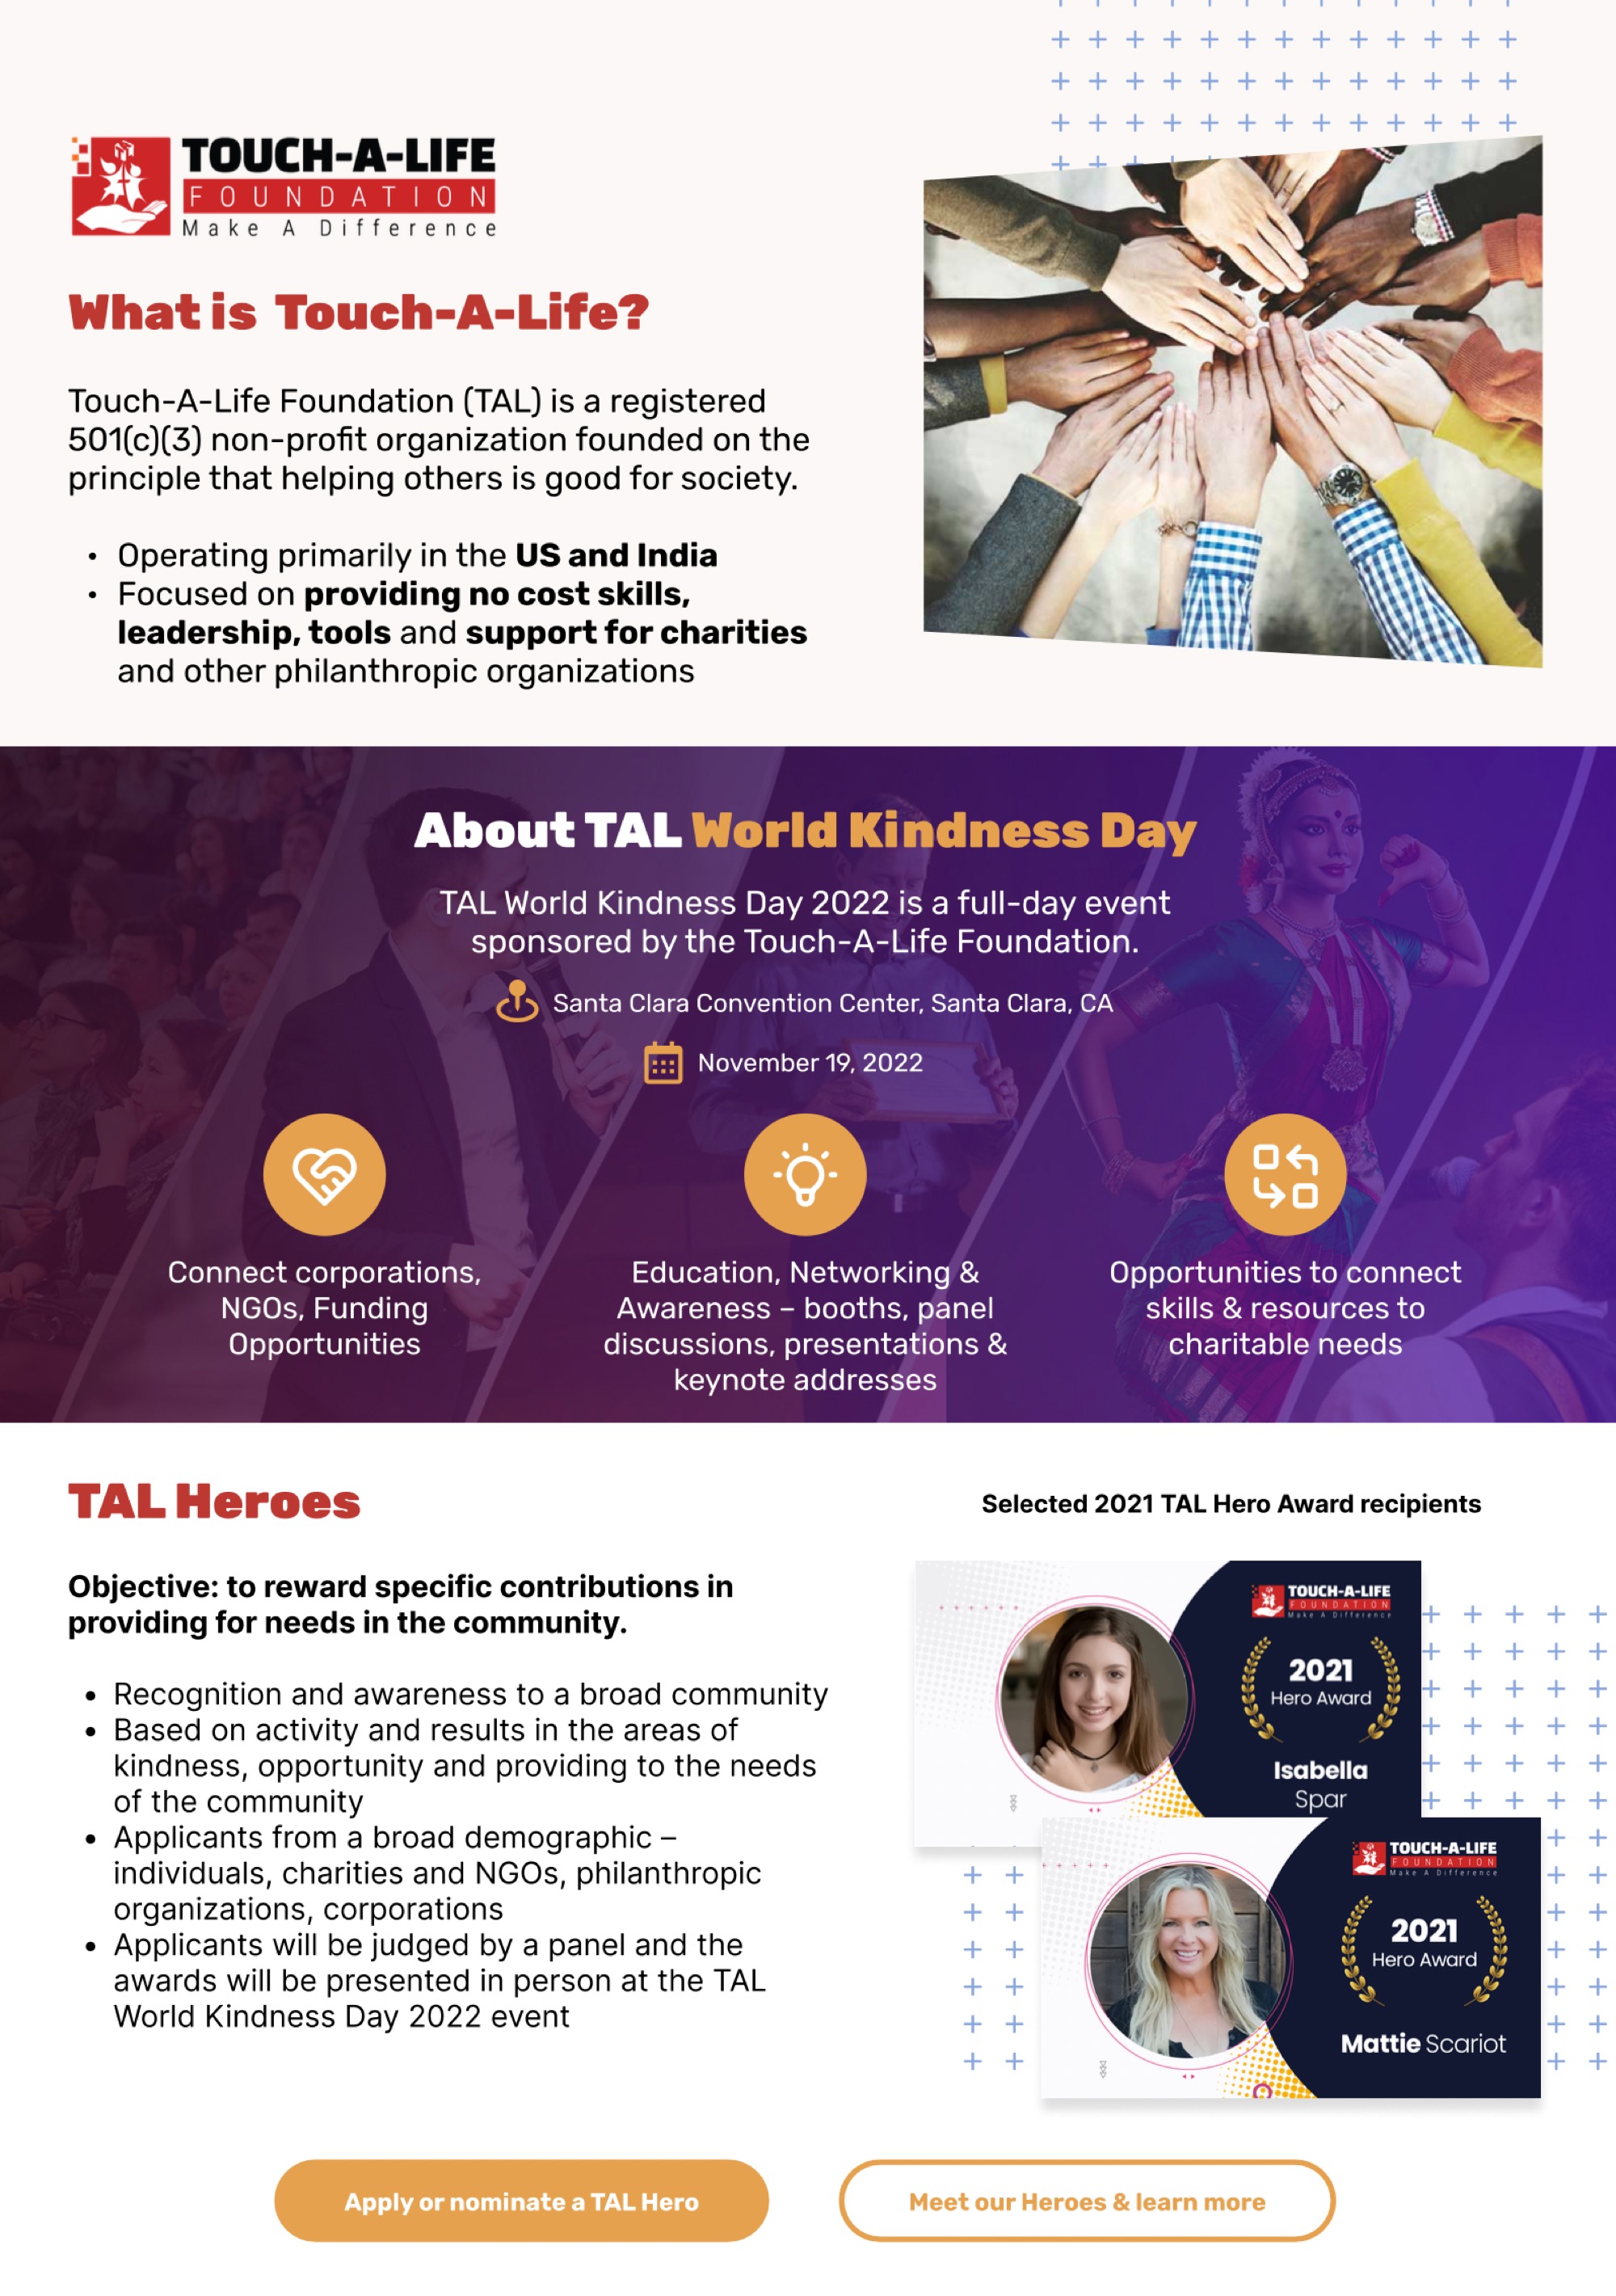 TOUCH-A-LIFE
FOUNDATION
Make A Difference
What is Touch-A-Life?
Touch-A-Life Foundation (TAL) is a registered
501(c)(3) non-profit organization founded on the
principle that helping others is good for society.
• Operating primarily in the US and India
• Focused on providing no cost skills,
leadership, tools and support for charities
and other philanthropic organizations
About TAL World Kindness Day
TAL World Kindness Day 2022 is a full-day event
sponsored by the Touch-A-Life Foundation.
Santa Clara Convention Center, Santa Clara, CA
November 19, 2022
Connect corporations,
NGOs, Funding
Opportunities
Education, Networking &
Awareness – booths, panel
discussions, presentations &
keynote addresses
Opportunities to connect
skills & resources to
charitable needs
TAL Heroes
Objective: to reward specific contributions in
providing for needs in the community.
• Recognition and awareness to a broad community
• Based on activity and results in the areas of
kindness, opportunity and providing to the needs
of the community
• Applicants from a broad demographic –
individuals, charities and NGOs, philanthropic
organizations, corporations
• Applicants will be judged by a panel and the
awards will be presented in person at the TAL
World Kindness Day 2022 event
Selected 2021 TAL Hero Award recipients
TOUCH-A-LIFE
FOUNDATION
Make A Difference
2021
Hero Award
Isabella
Spar
TOUCH-A-LIFE
FOUNDATION
Make A Difference
2021
Hero Award
Mattie Scariot
Apply or nominate a TAL Hero
Meet our Heroes & learn more